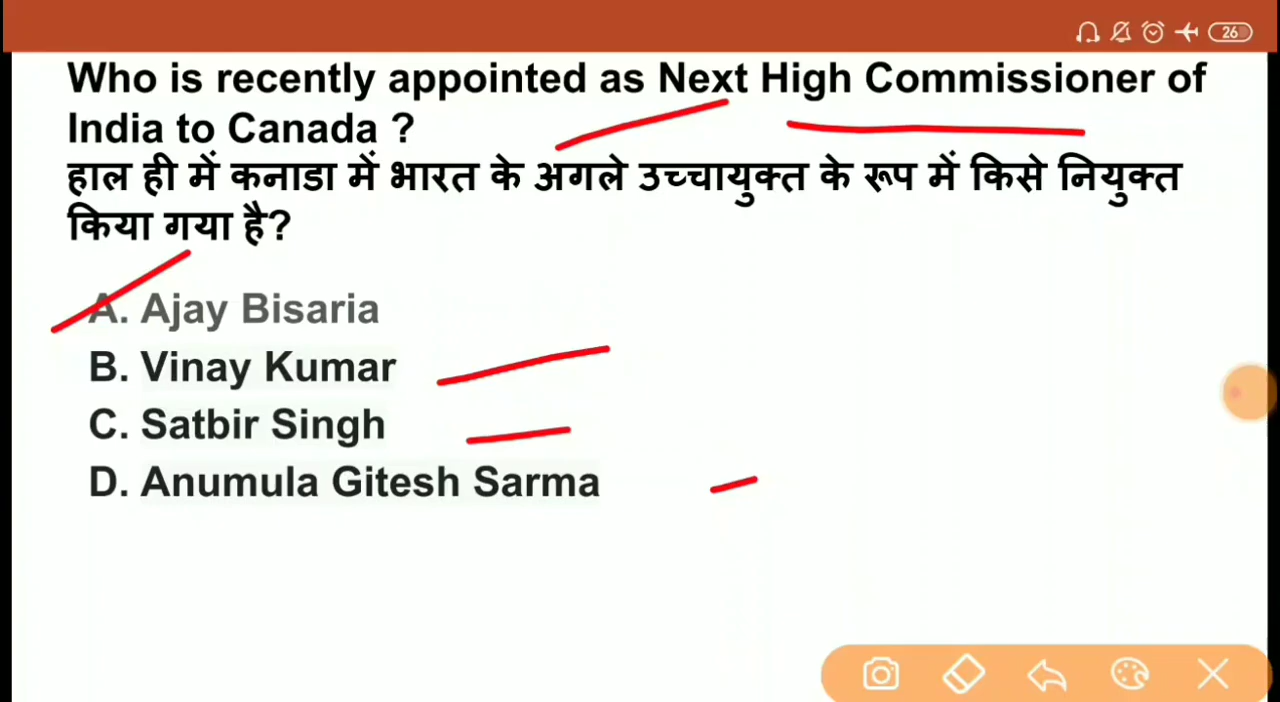 26
Who is recently appointed as Next High Commissioner of
India to Canada ?
हाल ही में कनाडा में भारत के अगले उच्चायुक्त के रूप में किसे नियुक्त
किया गया है?
A. Ajay Bisaria
B. Vinay Kumar
C. Satbir Singh
D. Anumula Gitesh Sarma